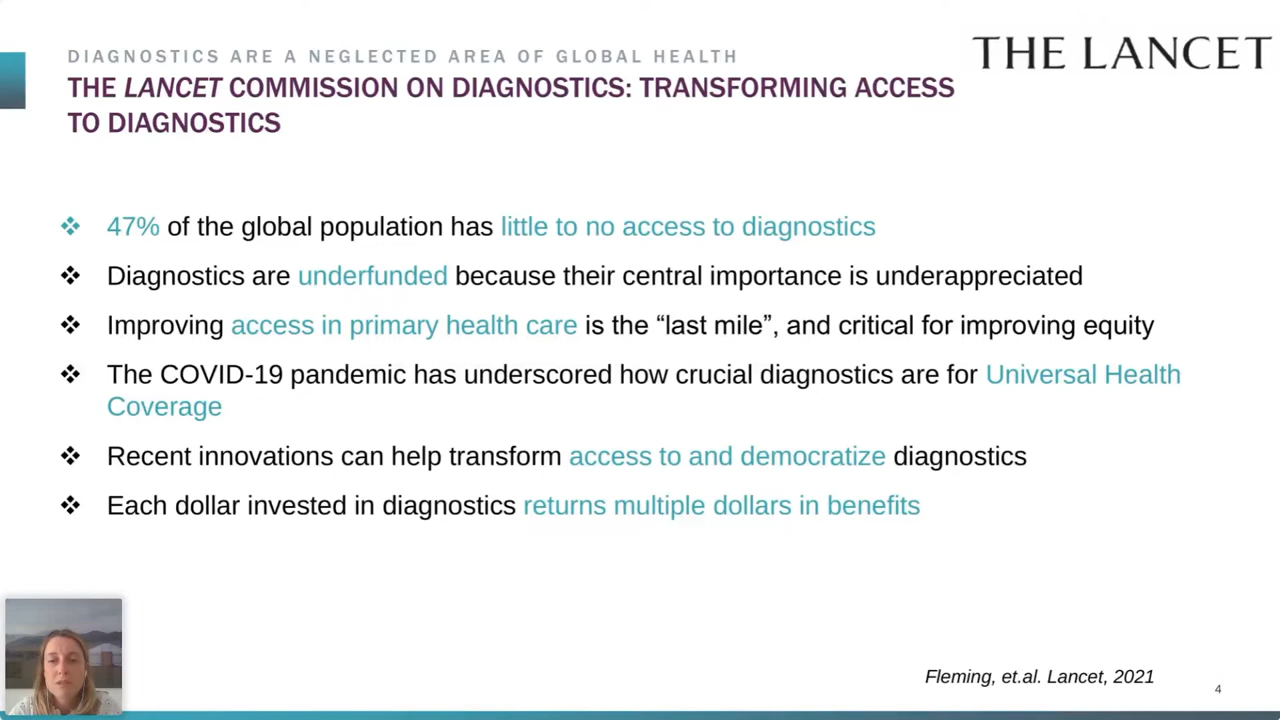 DIAGNOSTICS ARE A NEGLECTED AREA OF GLOBAL HEALTH
THE LANCET
THE LANCET COMMISSION ON DIAGNOSTICS: TRANSFORMING ACCESS
TO DIAGNOSTICS
47% of the global population has little to no access to diagnostics
Diagnostics are underfunded because their central importance is underappreciated
Improving access in primary health care is the “last mile”, and critical for improving equity
The COVID-19 pandemic has underscored how crucial diagnostics are for Universal Health
Coverage
Recent innovations can help transform access to and democratize diagnostics
Each dollar invested in diagnostics returns multiple dollars in benefits
Fleming, et.al. Lancet, 2021
4